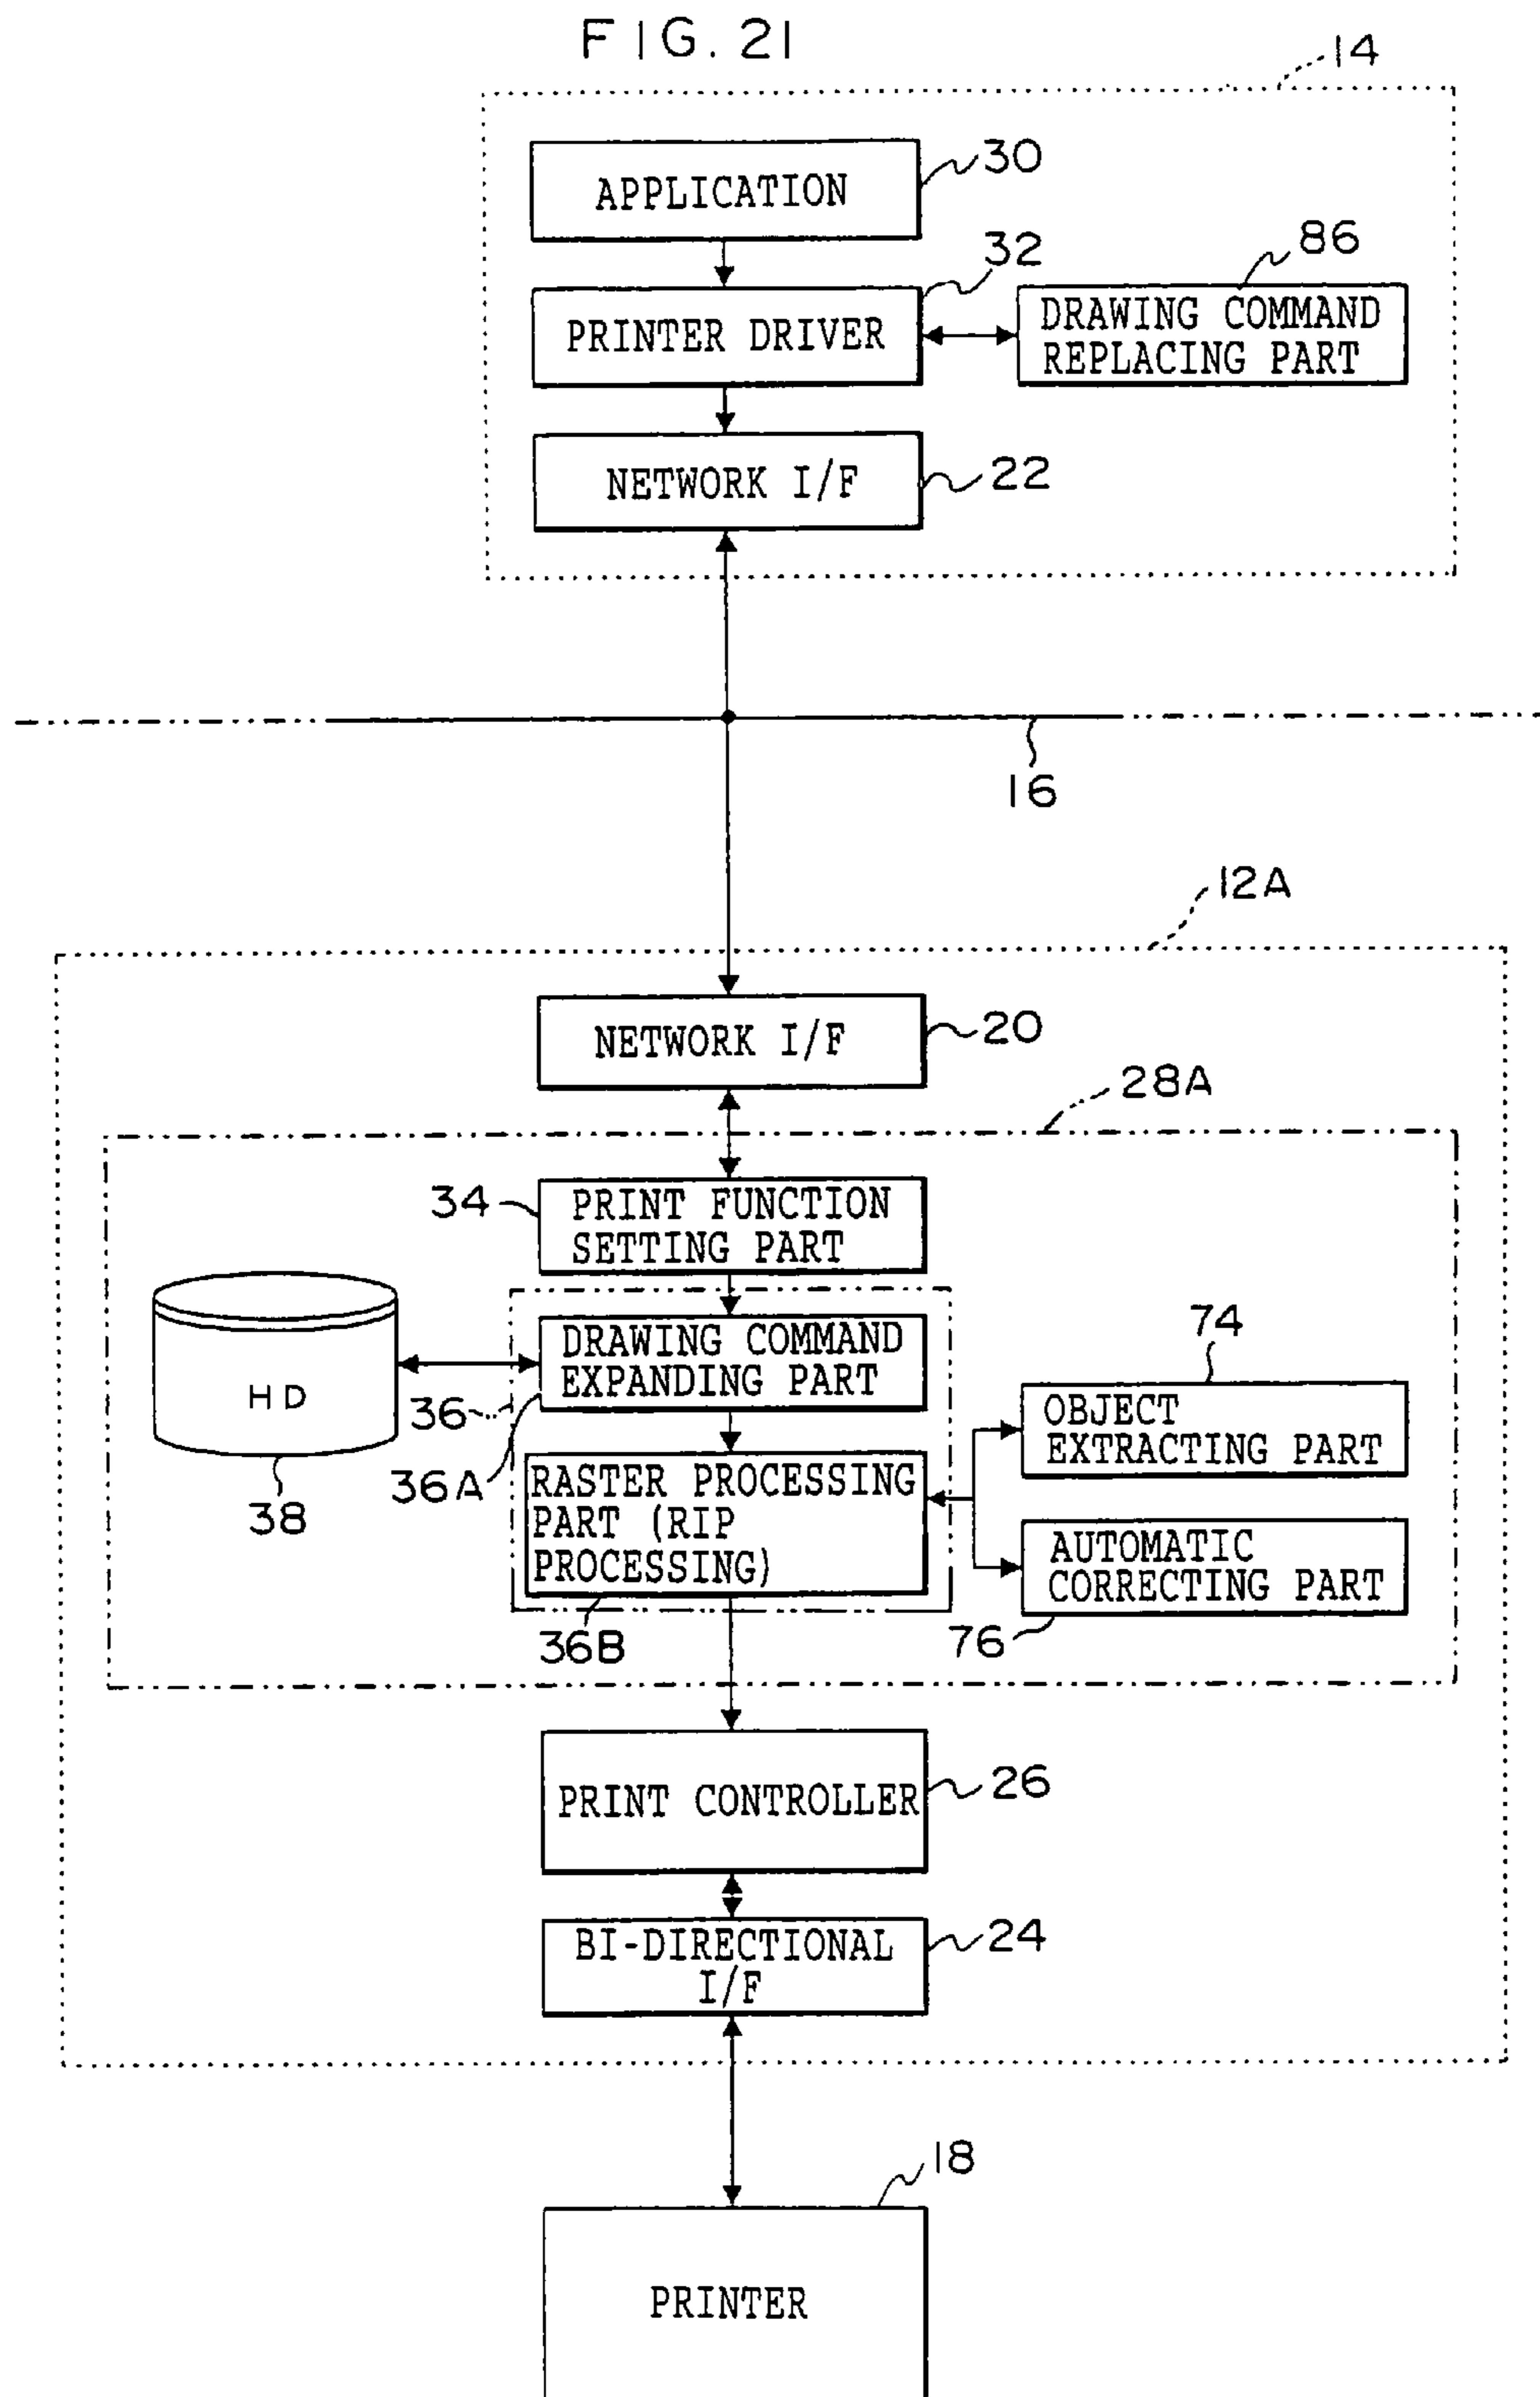 FIG. 21
14
APPLICATION
30
32
86
PRINTER DRIVER
DRAWING COMMAND
REPLACING PART
NETWORK I/F
22
16
12A
NETWORK I/F
20
28A
34
PRINT FUNCTION
SETTING PART
74
DRAWING COMMAND
EXPANDING PART
HD
36
OBJECT
EXTRACTING PART
36A
38
RASTER PROCESSING
PART (RIP
PROCESSING)
AUTOMATIC
CORRECTING PART
36B
76
PRINT CONTROLLER
26
BI-DIRECTIONAL
I/F
24
18
PRINTER